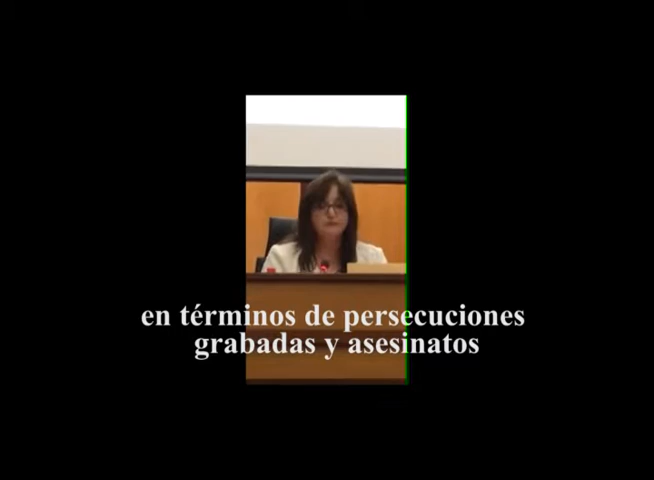 en términos de persecuciones
grabadas y asesinatos